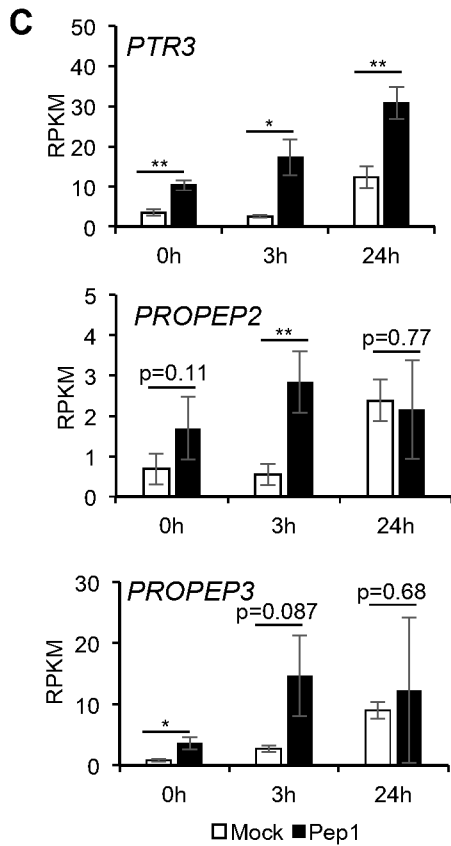 C
PTR3
RPKM
50
40
30
20
10
0
**
*
**
0h 3h 24h
PROPEP2
RPKM
5
4
3
2
1
0
p=0.11
**
p=0.77
0h 3h 24h
PROPEP3
RPKM
30
20
10
0
*
p=0.087
p=0.68
0h 3h 24h
Mock Pep1